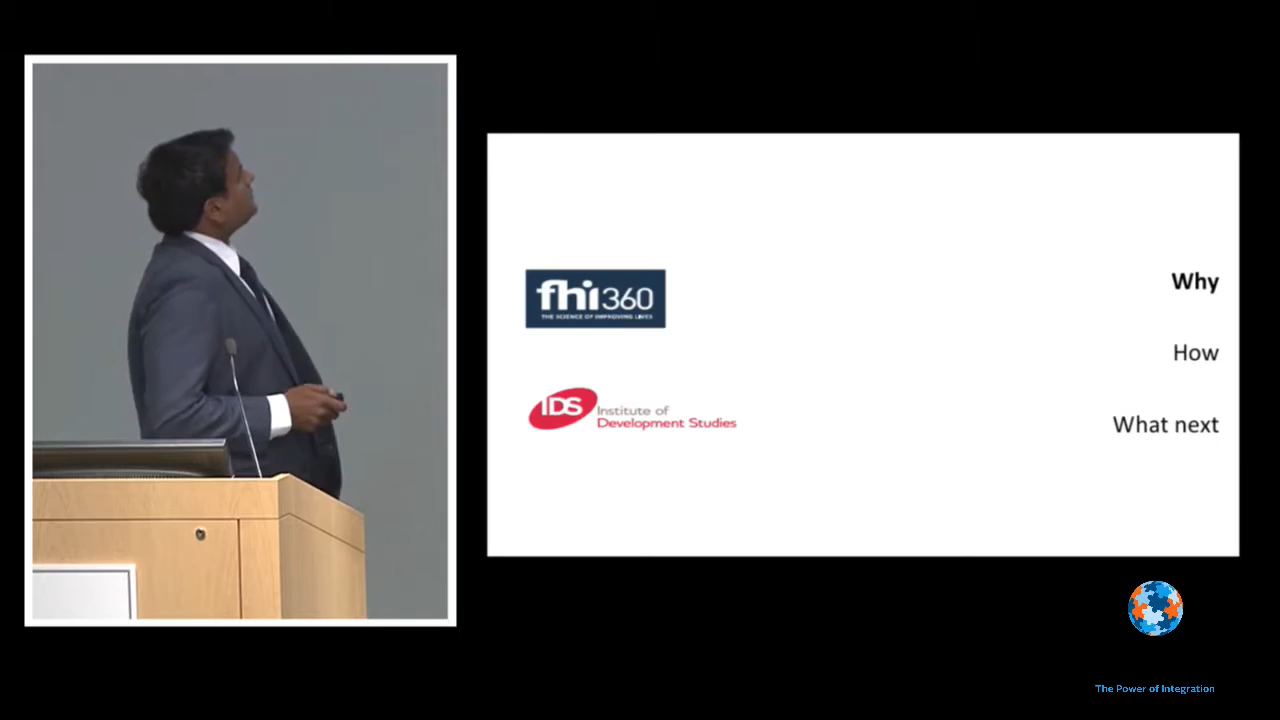 fhi360
THE SCIENCE OF IMPROVING LIVES
Why
How
IDS
Institute of
Development Studies
What next
The Power of Integration